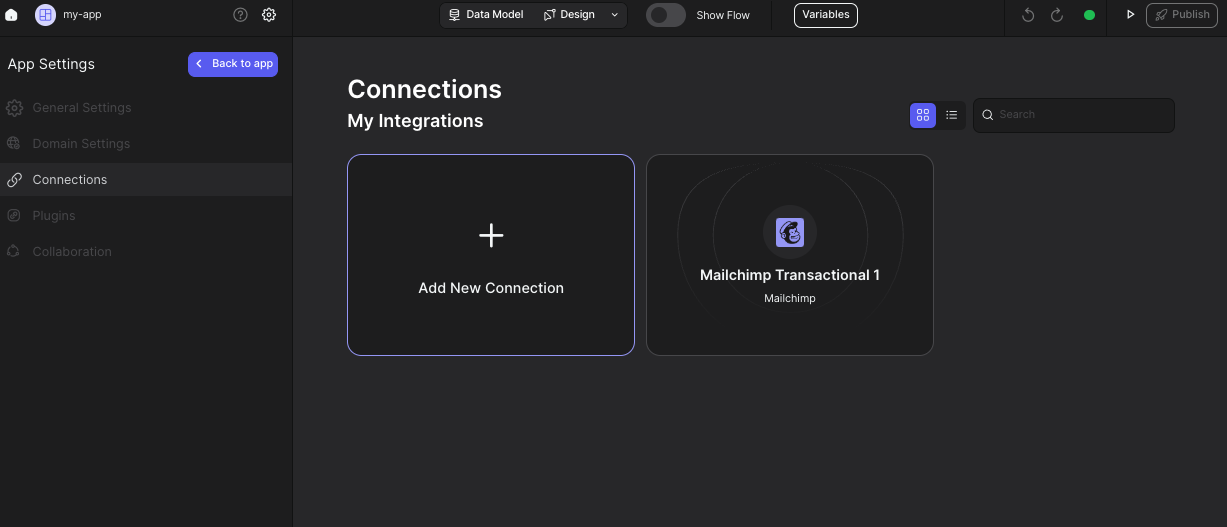 my-app
Data Model
Design
Show Flow
Variables
Publish
App Settings
Back to app
General Settings
Domain Settings
Connections
Plugins
Collaboration
Connections
My Integrations
Search
Add New Connection
Mailchimp Transactional 1
Mailchimp